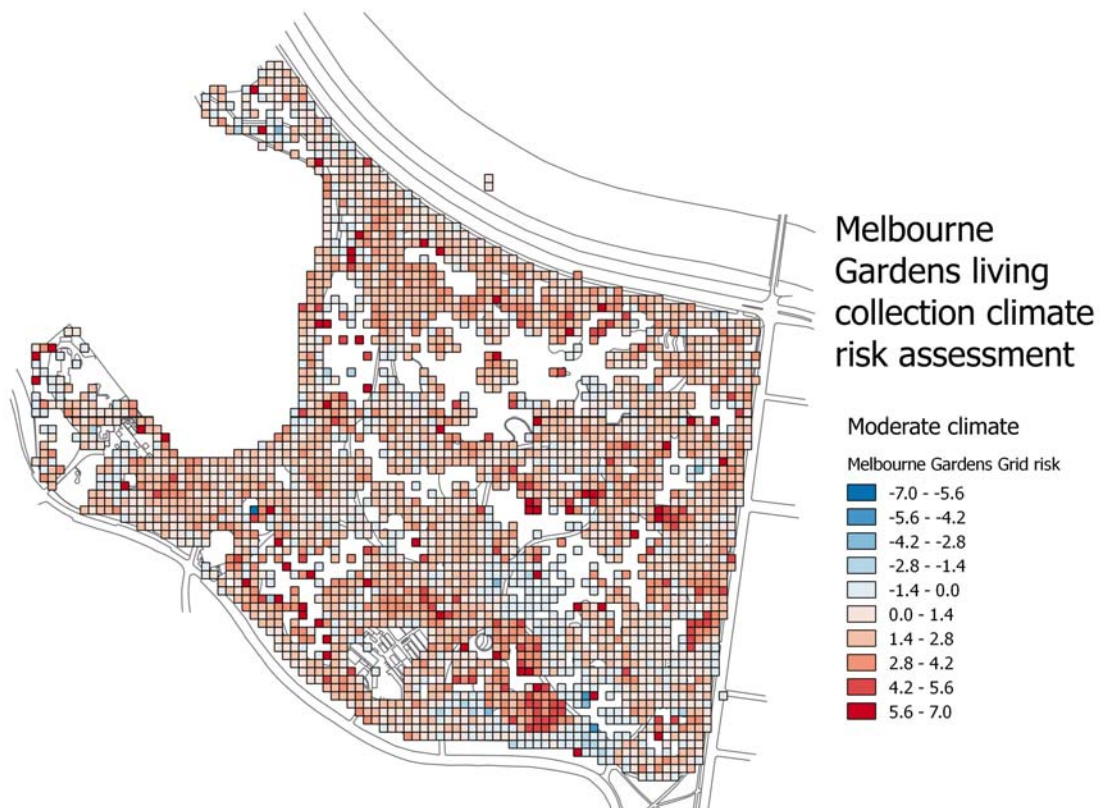 Melbourne
Gardens living
collection climate
risk assessment
Moderate climate
Melbourne Gardens Grid risk
-7.0 - -5.6
-5.6 - -4.2
-4.2 - -2.8
-2.8 - -1.4
-1.4 - 0.0
0.0 - 1.4
1.4 - 2.8
2.8 - 4.2
4.2 - 5.6
5.6 - 7.0